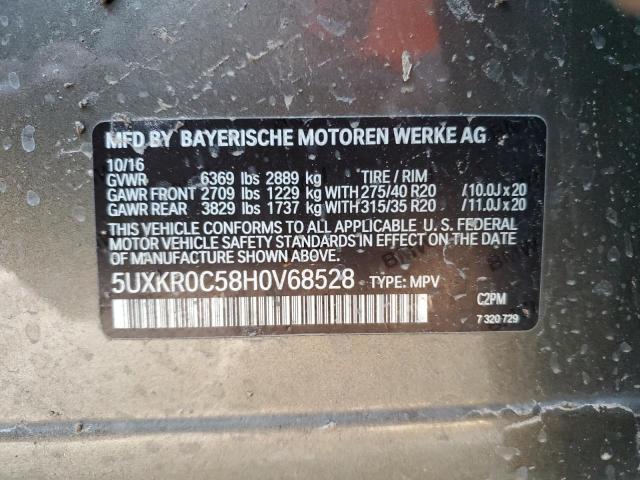 MFD BY BAYERISCHE MOTOREN WERKE AG
10/16
GVWR 6369 lbs 2889 kg TIRE / RIM
GAWR FRONT 2709 lbs 1229 kg WITH 275/40 R20 /10.0J x 20
GAWR REAR 3829 lbs 1737 kg WITH 315/35 R20 /11.0J x 20
THIS VEHICLE CONFORMS TO ALL APPLICABLE U. S. FEDERAL
MOTOR VEHICLE SAFETY STANDARDS IN EFFECT ON THE DATE
OF MANUFACTURE SHOWN ABOVE.
5UXKR0C58H0V68528 TYPE: MPV
C2PM
7 320 729